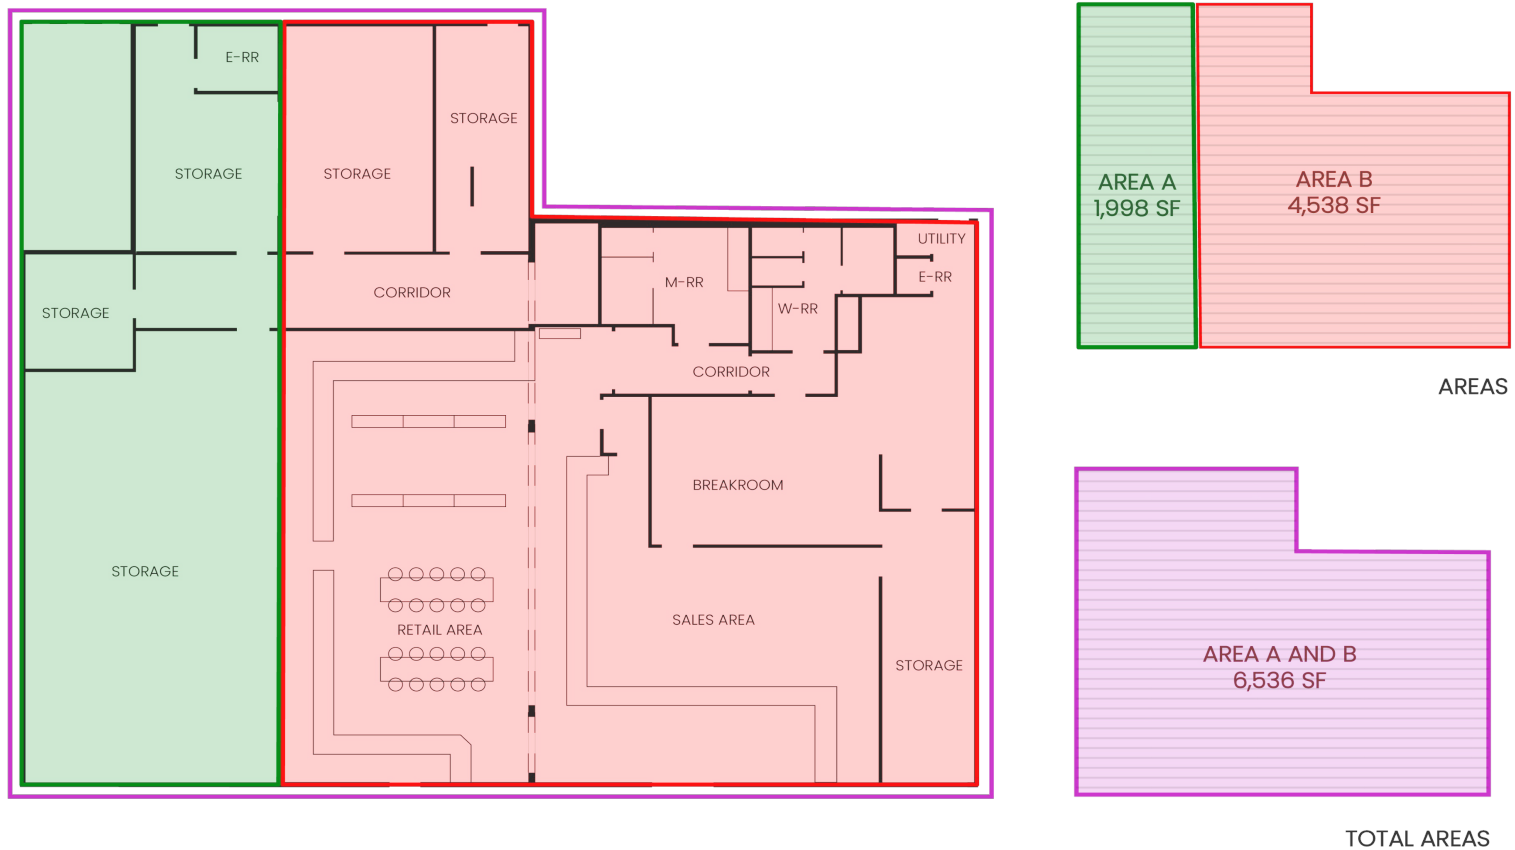 E-RR
STORAGE
STORAGE
STORAGE
STORAGE
CORRIDOR
STORAGE
UTILITY
E-RR
M-RR
W-RR
CORRIDOR
BREAKROOM
STORAGE
RETAIL AREA
SALES AREA
STORAGE
AREA A
1,998 SF
AREA B
4,538 SF
AREAS
AREA A AND B
6,536 SF
TOTAL AREAS